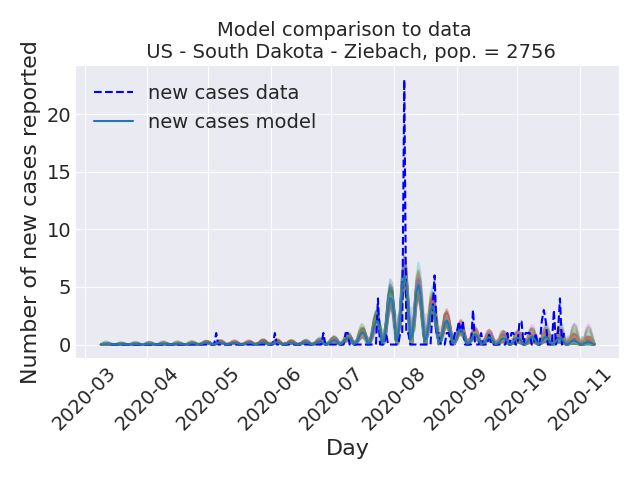 Model comparison to data
US - South Dakota - Ziebach, pop. = 2756
Number of new cases reported
new cases data
new cases model
20
15
10
5
0
2020-03
2020-04
2020-05
2020-06
2020-07
2020-08
2020-09
2020-10
2020-11
Day